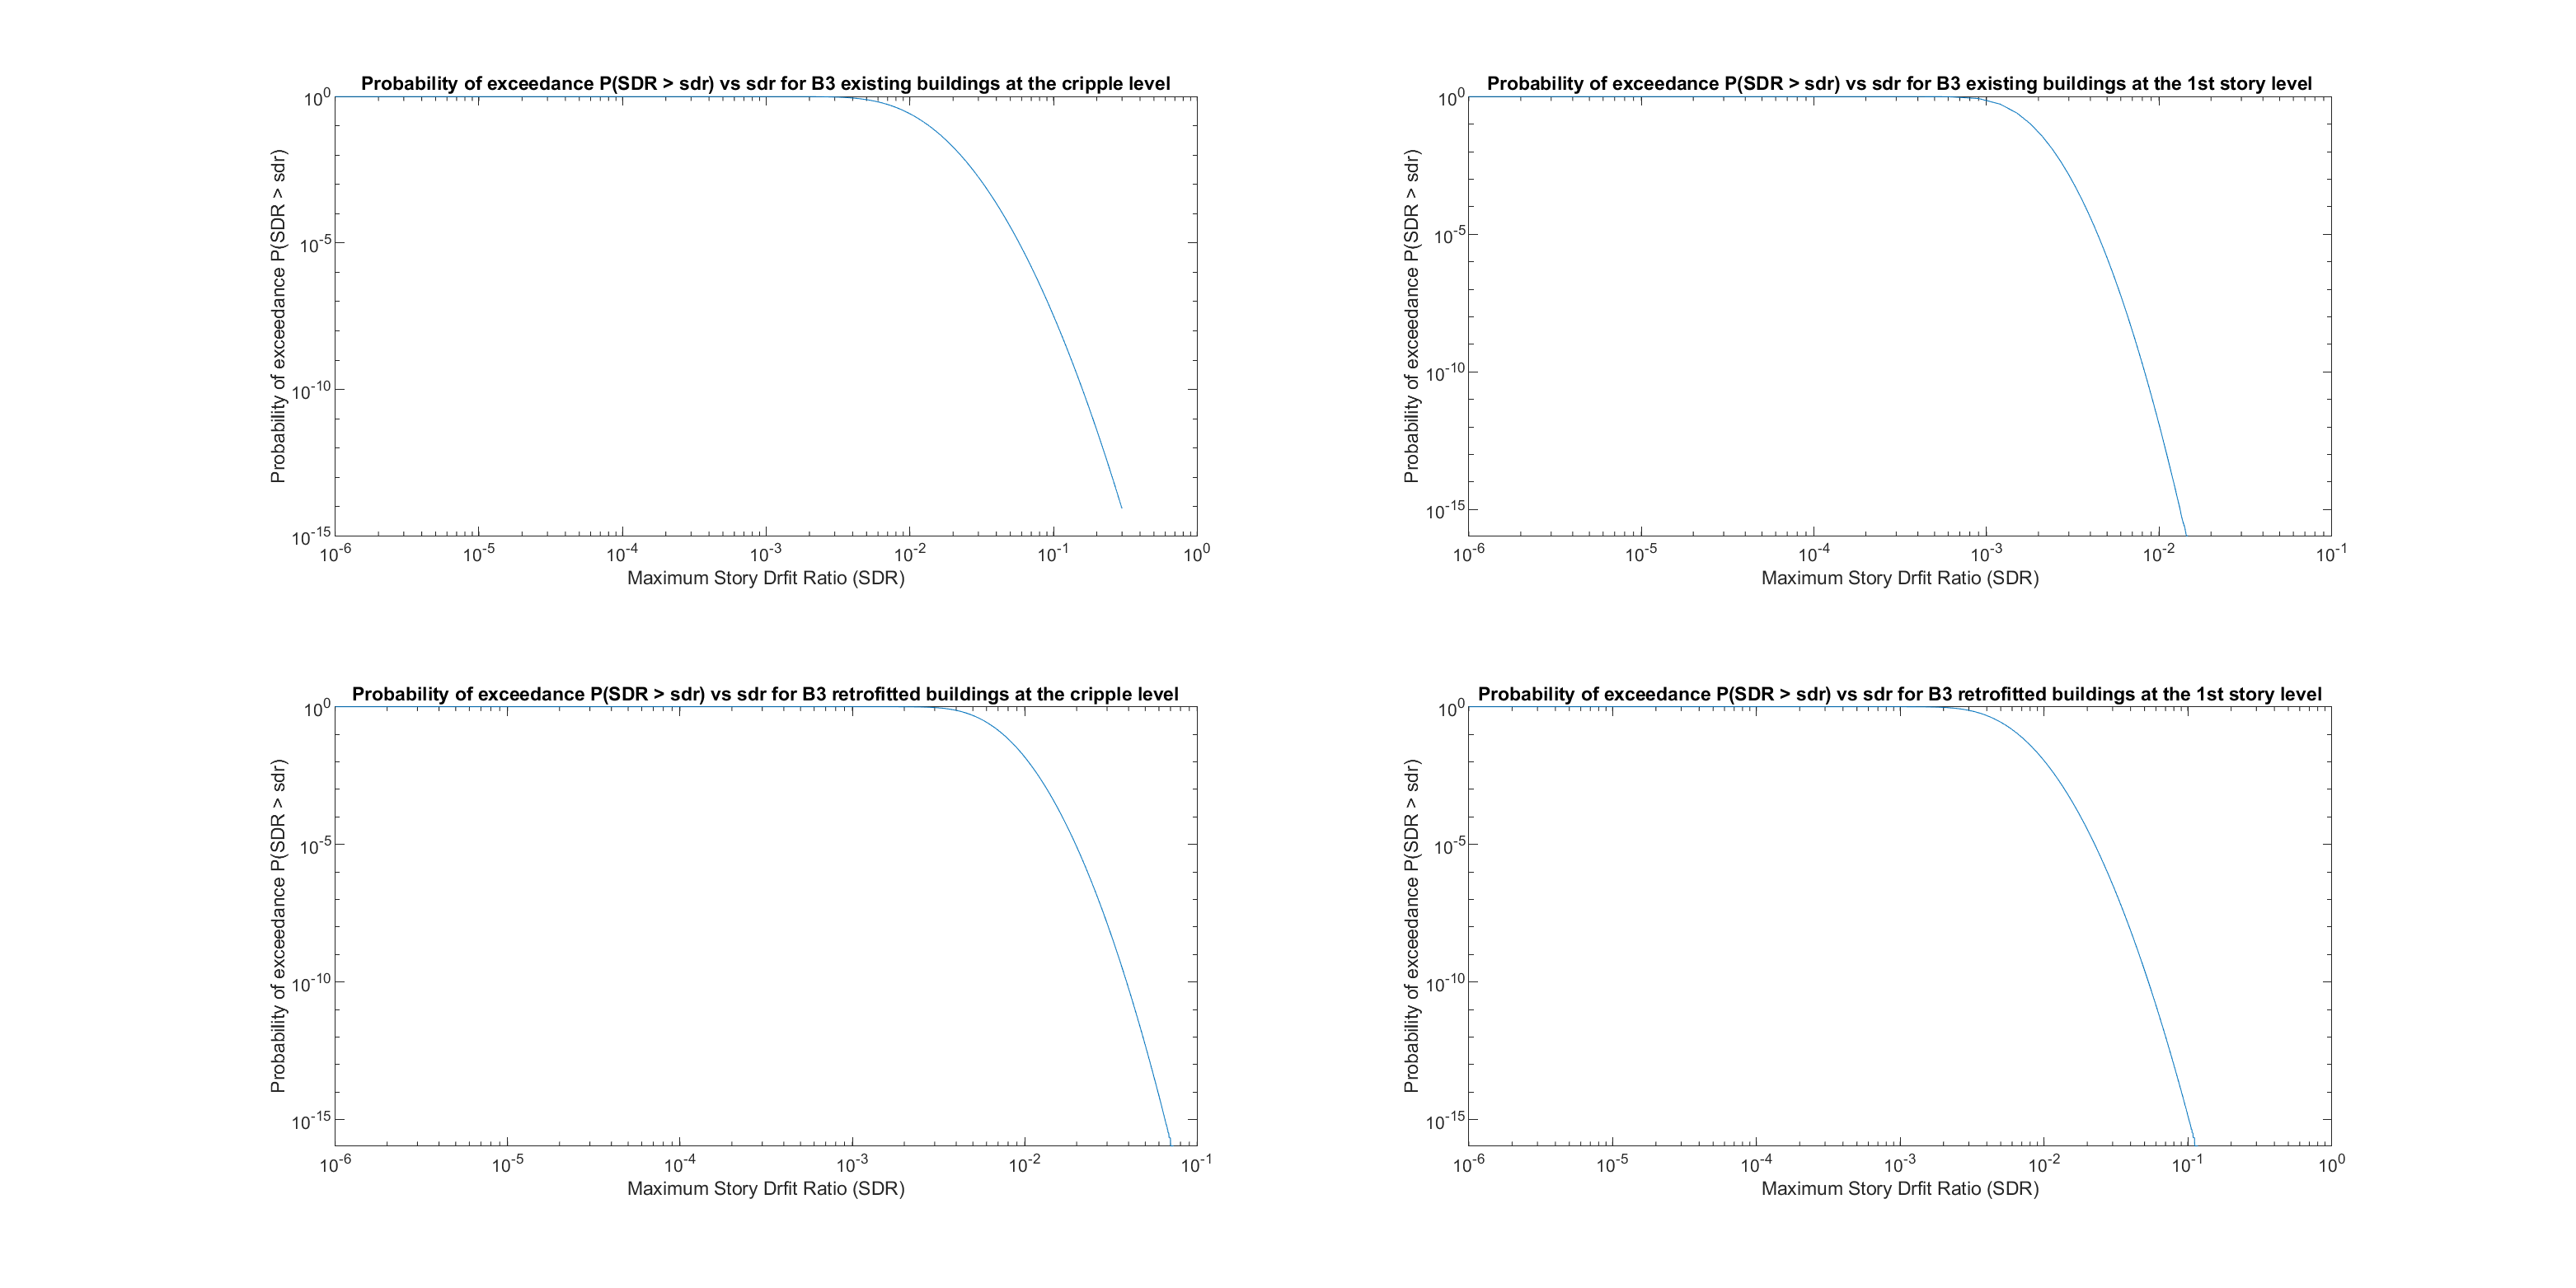 Probability of exceedance P(SDR > sdr) vs sdr for B3 existing buildings at the cripple level
Probability of exceedance P(SDR > sdr)
10^0
10^-5
10^-10
10^-15
10^-6 10^-5 10^-4 10^-3 10^-2 10^-1 10^0
Maximum Story Drfit Ratio (SDR)
Probability of exceedance P(SDR > sdr) vs sdr for B3 existing buildings at the 1st story level
Probability of exceedance P(SDR > sdr)
10^0
10^-5
10^-10
10^-15
10^-6 10^-5 10^-4 10^-3 10^-2 10^-1
Maximum Story Drfit Ratio (SDR)
Probability of exceedance P(SDR > sdr) vs sdr for B3 retrofitted buildings at the cripple level
Probability of exceedance P(SDR > sdr)
10^0
10^-5
10^-10
10^-15
10^-6 10^-5 10^-4 10^-3 10^-2 10^-1
Maximum Story Drfit Ratio (SDR)
Probability of exceedance P(SDR > sdr) vs sdr for B3 retrofitted buildings at the 1st story level
Probability of exceedance P(SDR > sdr)
10^0
10^-5
10^-10
10^-15
10^-6 10^-5 10^-4 10^-3 10^-2 10^-1 10^0
Maximum Story Drfit Ratio (SDR)